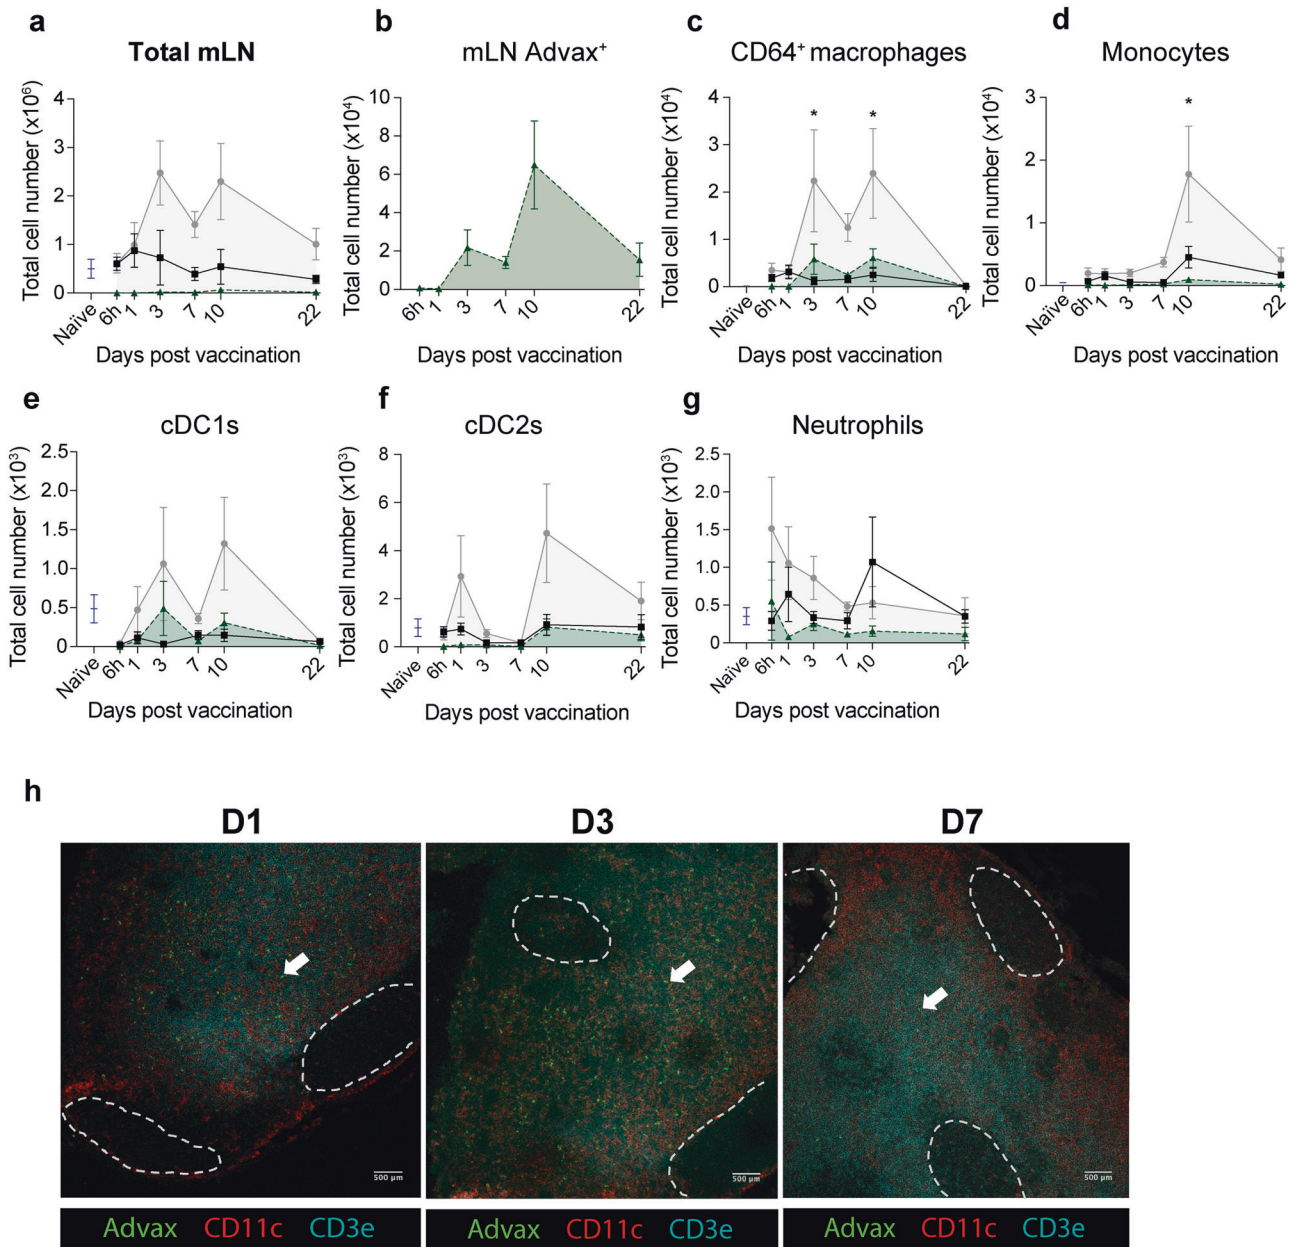 a
Total mLN
Total cell number (x10⁶)
4
3
2
1
0
Naïve
6h
1
3
7
10
22
Days post vaccination
b
mLN Advax⁺
Total cell number (x10⁴)
10
8
6
4
2
0
6h
1
3
7
10
22
Days post vaccination
c
CD64⁺ macrophages
Total cell number (x10⁴)
4
3
2
1
0
* *
Naïve
6h
1
3
7
10
22
Days post vaccination
d
Monocytes
Total cell number (x10⁴)
3
2
1
0
*
Naïve
6h
1
3
7
10
22
Days post vaccination
e
cDC1s
Total cell number (x10³)
2.5
2.0
1.5
1.0
0.5
0
Naïve
6h
1
3
7
10
22
Days post vaccination
f
cDC2s
Total cell number (x10³)
8
6
4
2
0
Naïve
6h
1
3
7
10
22
Days post vaccination
g
Neutrophils
Total cell number (x10³)
2.5
2.0
1.5
1.0
0.5
0
Naïve
6h
1
3
7
10
22
Days post vaccination
h
D1
D3
D7
500 µm
500 µm
500 µm
Advax CD11c CD3e
Advax CD11c CD3e
Advax CD11c CD3e